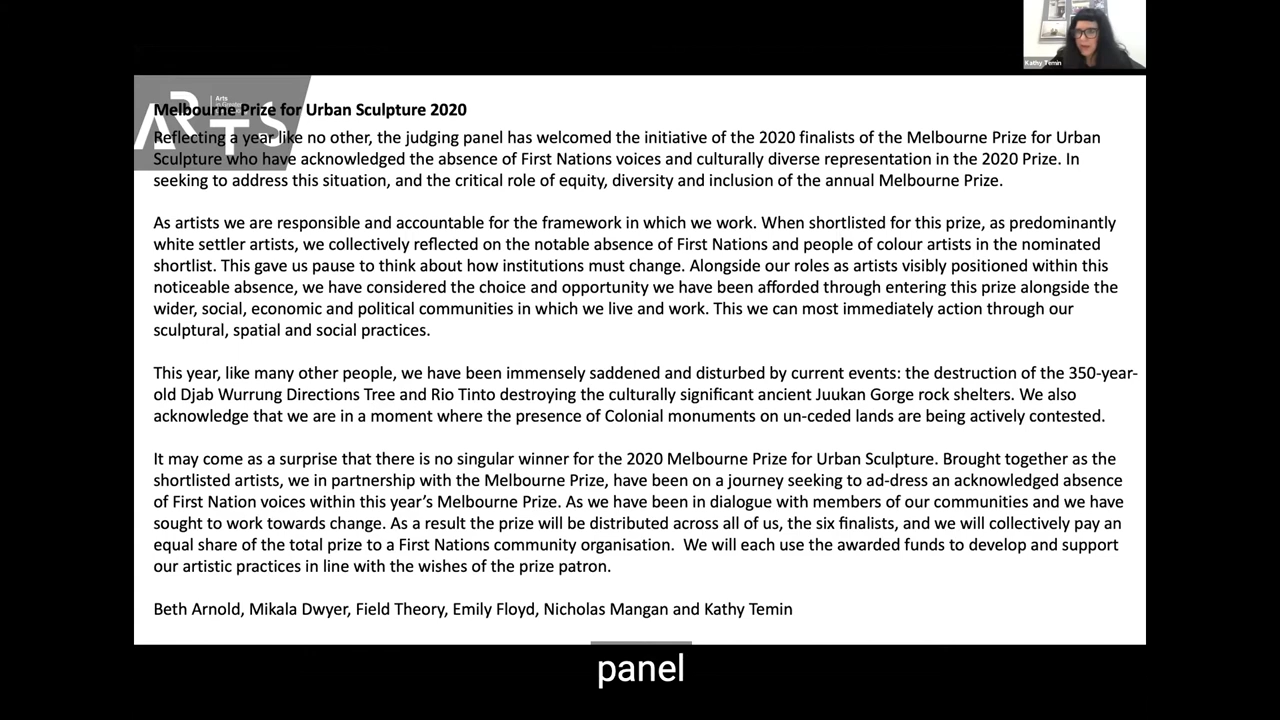 Kathy Temin
ARTS
Arts
in Greater
Melbourne Prize for Urban Sculpture 2020
Reflecting a year like no other, the judging panel has welcomed the initiative of the 2020 finalists of the Melbourne Prize for Urban
Sculpture who have acknowledged the absence of First Nations voices and culturally diverse representation in the 2020 Prize. In
seeking to address this situation, and the critical role of equity, diversity and inclusion of the annual Melbourne Prize.
As artists we are responsible and accountable for the framework in which we work. When shortlisted for this prize, as predominantly
white settler artists, we collectively reflected on the notable absence of First Nations and people of colour artists in the nominated
shortlist. This gave us pause to think about how institutions must change. Alongside our roles as artists visibly positioned within this
noticeable absence, we have considered the choice and opportunity we have been afforded through entering this prize alongside the
wider, social, economic and political communities in which we live and work. This we can most immediately action through our
sculptural, spatial and social practices.
This year, like many other people, we have been immensely saddened and disturbed by current events: the destruction of the 350-year-
old Djab Wurrung Directions Tree and Rio Tinto destroying the culturally significant ancient Juukan Gorge rock shelters. We also
acknowledge that we are in a moment where the presence of Colonial monuments on un-ceded lands are being actively contested.
It may come as a surprise that there is no singular winner for the 2020 Melbourne Prize for Urban Sculpture. Brought together as the
shortlisted artists, we in partnership with the Melbourne Prize, have been on a journey seeking to ad-dress an acknowledged absence
of First Nation voices within this year's Melbourne Prize. As we have been in dialogue with members of our communities and we have
sought to work towards change. As a result the prize will be distributed across all of us, the six finalists, and we will collectively pay an
equal share of the total prize to a First Nations community organisation.  We will each use the awarded funds to develop and support
our artistic practices in line with the wishes of the prize patron.
Beth Arnold, Mikala Dwyer, Field Theory, Emily Floyd, Nicholas Mangan and Kathy Temin
panel